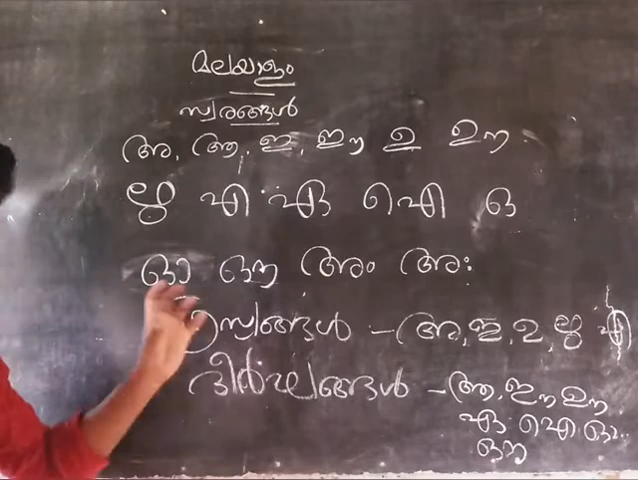 മലയാളം
സ്വരങ്ങൾ
അ, ആ, ഇ, ഈ ഉ ഊ
ഋ എ ഏ ഐ ഒ
ഓ ഔ അം അഃ
ഹ്രസ്വങ്ങൾ - അ, ഇ, ഉ, ഋ എ
ദീർഘങ്ങൾ - ആ, ഈ ഊ
ഏ ഐ ഓ
ഔ